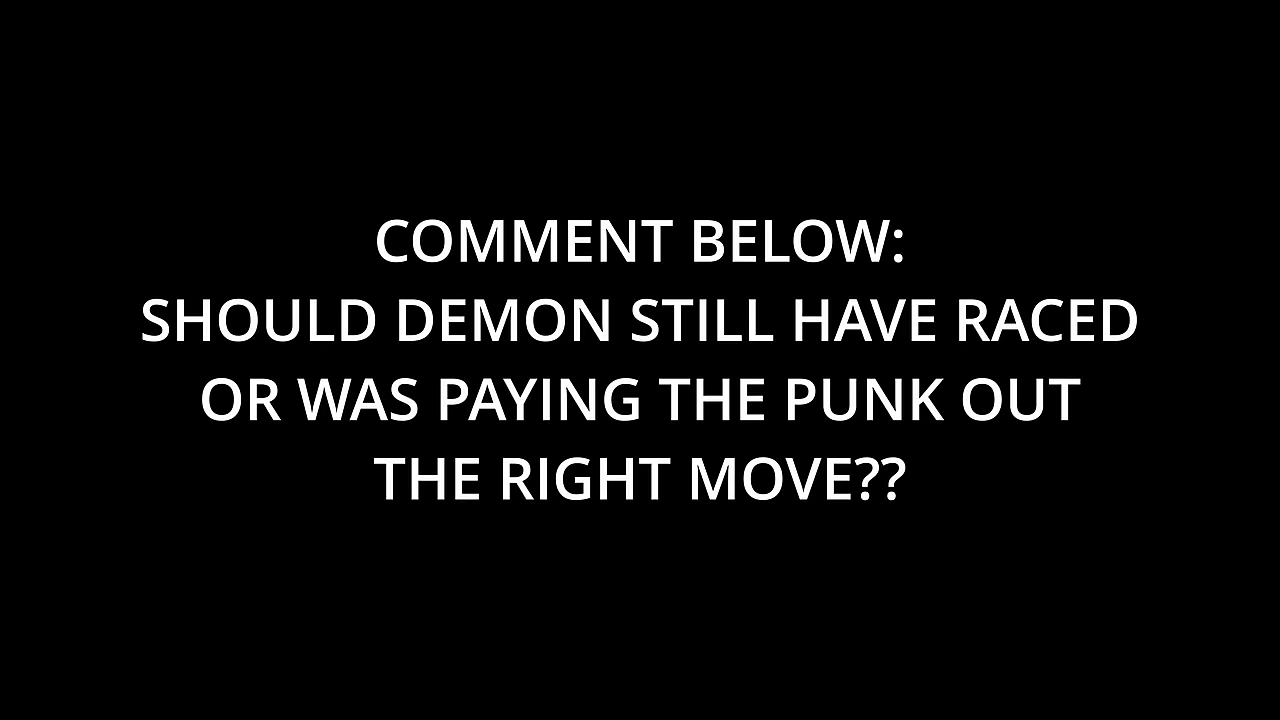 COMMENT BELOW:
SHOULD DEMON STILL HAVE RACED
OR WAS PAYING THE PUNK OUT
THE RIGHT MOVE??